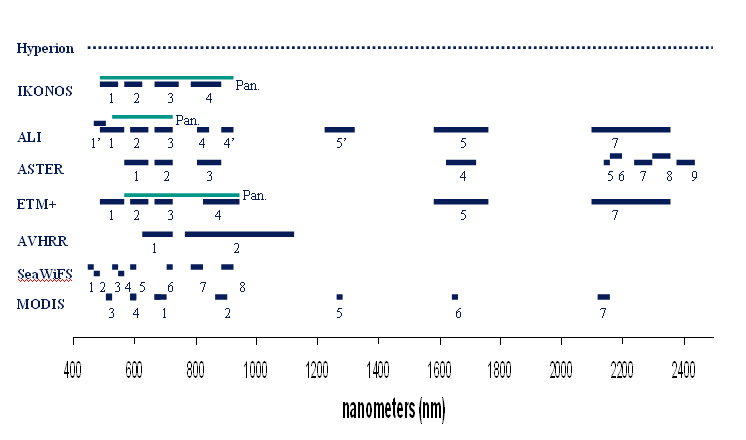 Hyperion
IKONOS
Pan.
1 2 3 4
ALI
Pan.
1' 1 2 3 4 4' 5' 5 7
ASTER
1 2 3 4 5 6 7 8 9
ETM+
Pan.
1 2 3 4 5 7
AVHRR
1 2
SeaWiFS
1 2 3 4 5 6 7 8
MODIS
3 4 1 2 5 6 7
400 600 800 1000 1200 1400 1600 1800 2000 2200 2400
nanometers (nm)